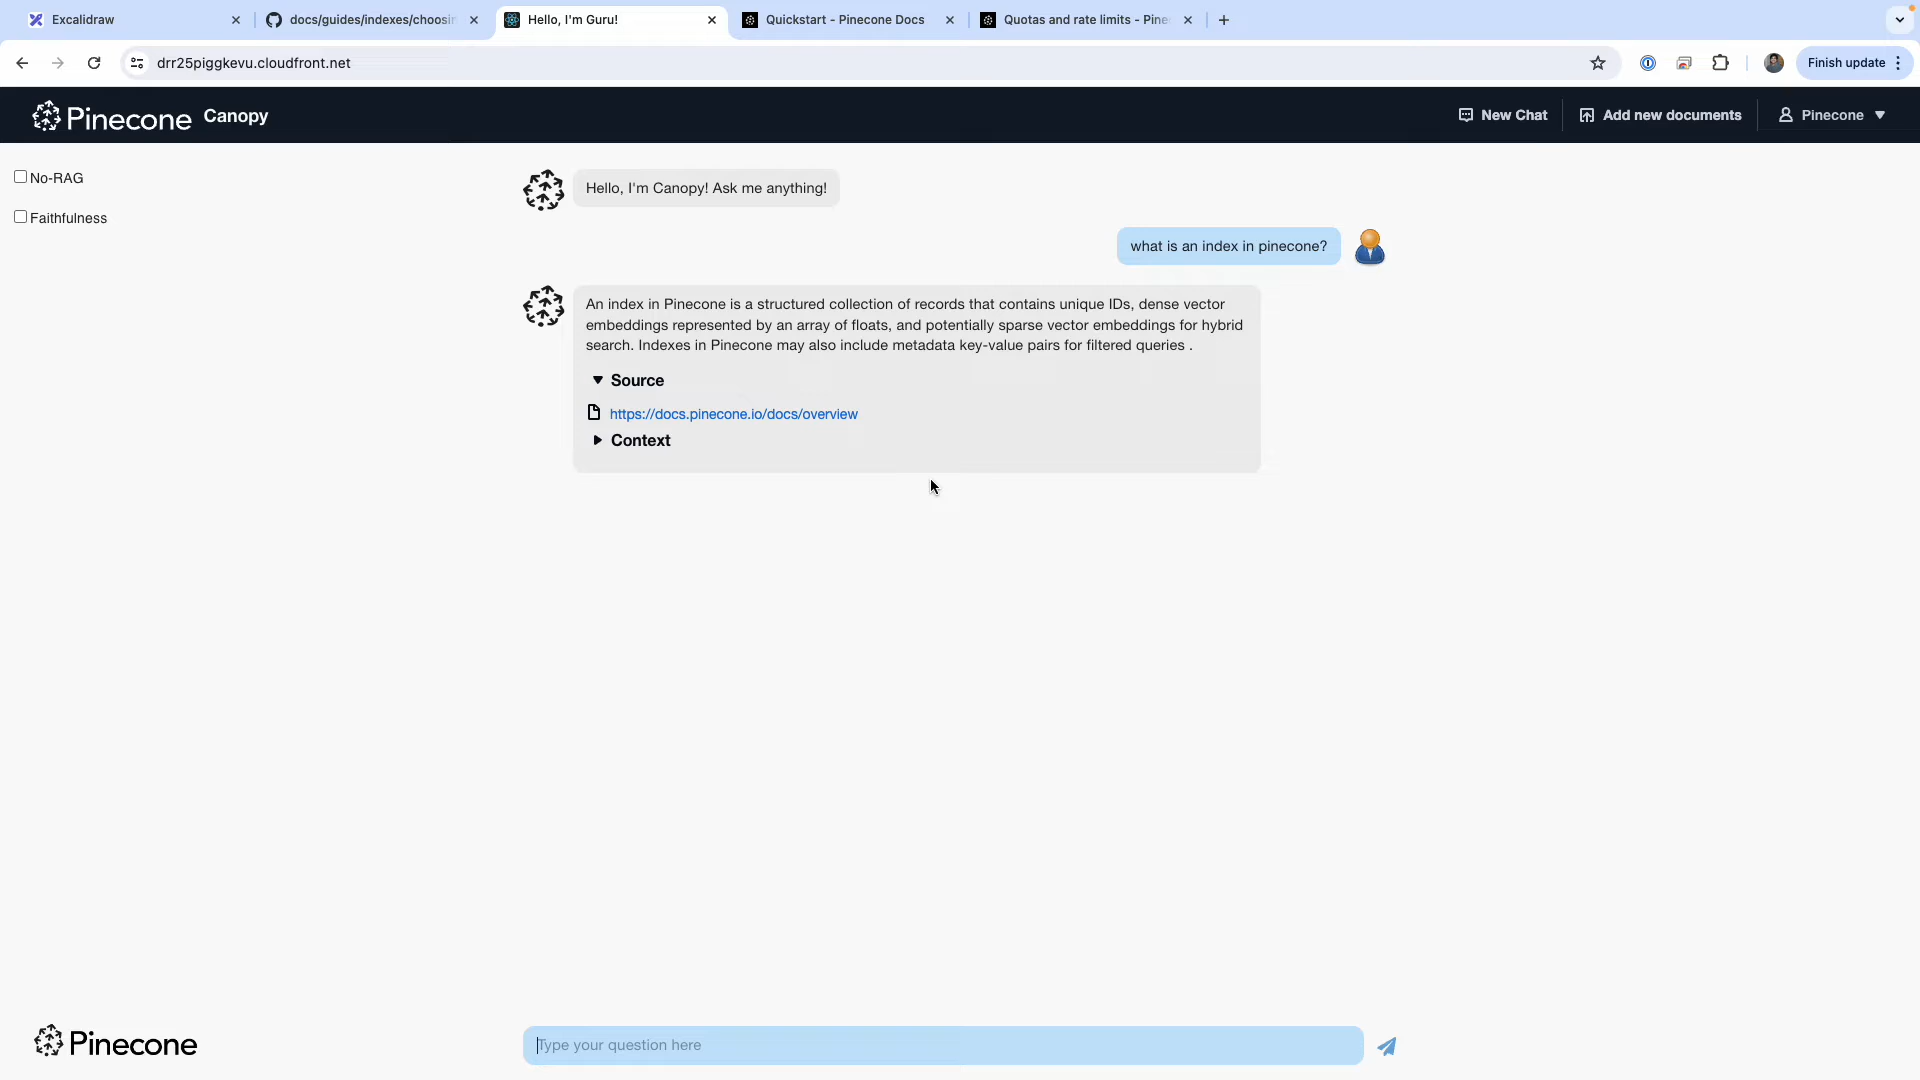 Excalidraw
docs/guides/indexes/choosin
Hello, I'm Guru!
Quickstart - Pinecone Docs
Quotas and rate limits - Pine
drr25piggkevu.cloudfront.net
Finish update
Pinecone Canopy
New Chat
Add new documents
Pinecone
No-RAG
Faithfulness
Hello, I'm Canopy! Ask me anything!
what is an index in pinecone?
An index in Pinecone is a structured collection of records that contains unique IDs, dense vector
embeddings represented by an array of floats, and potentially sparse vector embeddings for hybrid
search. Indexes in Pinecone may also include metadata key-value pairs for filtered queries .
Source
https://docs.pinecone.io/docs/overview
Context
Pinecone
Type your question here